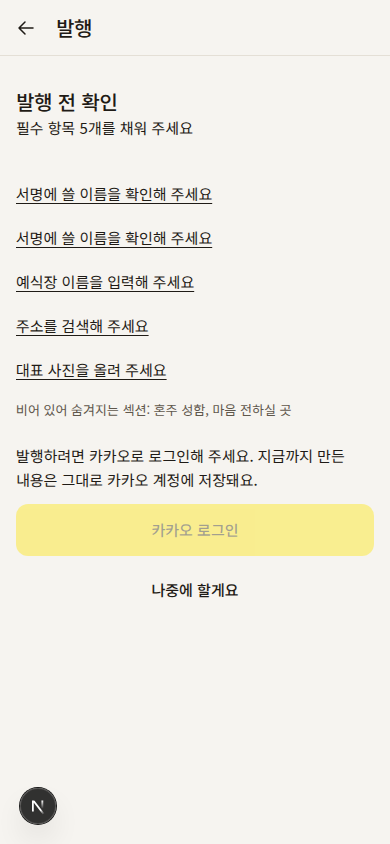 발행
발행 전 확인
필수 항목 5개를 채워 주세요
서명에 쓸 이름을 확인해 주세요
서명에 쓸 이름을 확인해 주세요
예식장 이름을 입력해 주세요
주소를 검색해 주세요
대표 사진을 올려 주세요
비어 있어 숨겨지는 섹션: 혼주 성함, 마음 전하실 곳
발행하려면 카카오로 로그인해 주세요. 지금까지 만든
내용은 그대로 카카오 계정에 저장돼요.
카카오 로그인
나중에 할게요
N